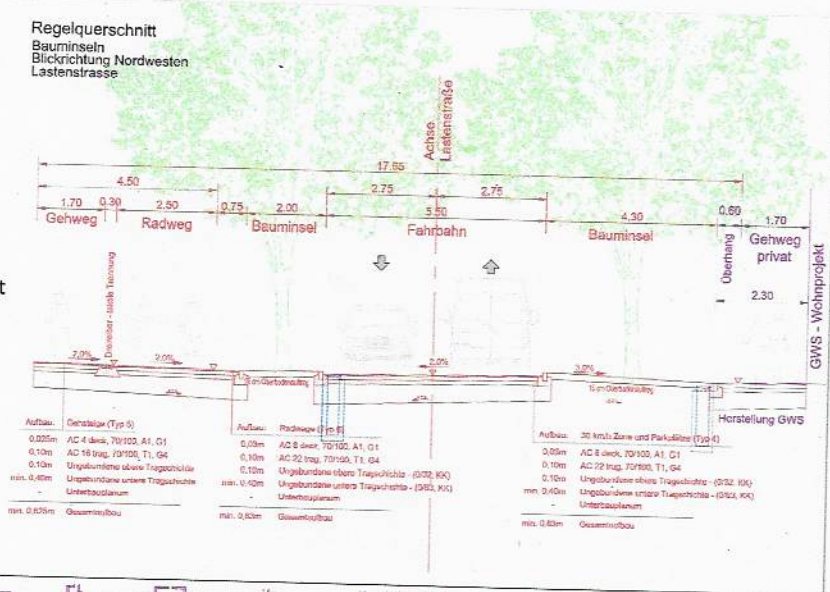 Regelquerschnitt
Bauminseln
Blickrichtung Nordwesten
Lastenstrasse
Achse
Lastenstraße
17.65
4.50
2.75
2.75
1.70
0.30
2.50
0.75
2.00
5.50
4.30
0.60
1.70
Gehweg
Radweg
Bauminsel
Fahrbahn
Bauminsel
Überhang
Gehweg
privat
2.30
GWS - Wohnprojekt
t
2,0%
2,0%
2,0%
3,0%
Herstellung GWS
Aufbau: Gehsteige (Typ 5)
0,025m AC 4 deck, 70/100, A1, G1
0,10m AC 16 trag, 70/100, T1, G4
0,10m Ungebundene obere Tragschichte
min. 0,40m Ungebundene untere Tragschichte
- Unterbauplanum
min. 0,625m Gesamtaufbau
Aufbau: Radwege
0,03m AC 8 deck, 70/100, A1, G1
0,10m AC 22 trag, 70/100, T1, G4
0,10m Ungebundene obere Tragschichte - (0/32, KK)
min. 0,40m Ungebundene untere Tragschichte - (0/63, KK)
- Unterbauplanum
min. 0,63m Gesamtaufbau
Aufbau: 30 km/h Zone und Parkplätze (Typ 4)
0,03m AC 8 deck, 70/100, A1, G1
0,10m AC 22 trag, 70/100, T1, G4
0,10m Ungebundene obere Tragschichte - (0/32, KK)
min. 0,40m Ungebundene untere Tragschichte - (0/63, KK)
- Unterbauplanum
min. 0,63m Gesamtaufbau